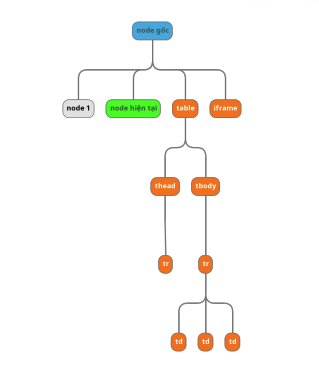 node gốc
node 1
node hiện tại
table
iframe
thead
tbody
tr
tr
td
td
td